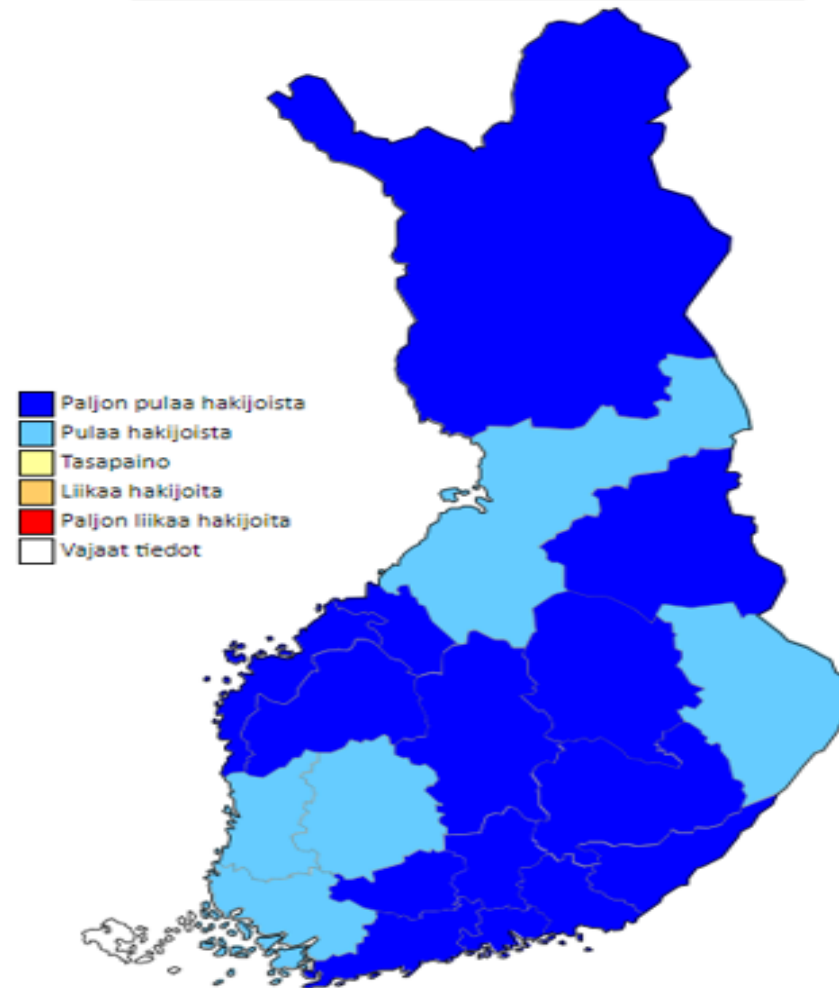 Paljon pulaa hakijoista
Pulaa hakijoista
Tasapaino
Liikaa hakijoita
Paljon liikaa hakijoita
Vajaat tiedot